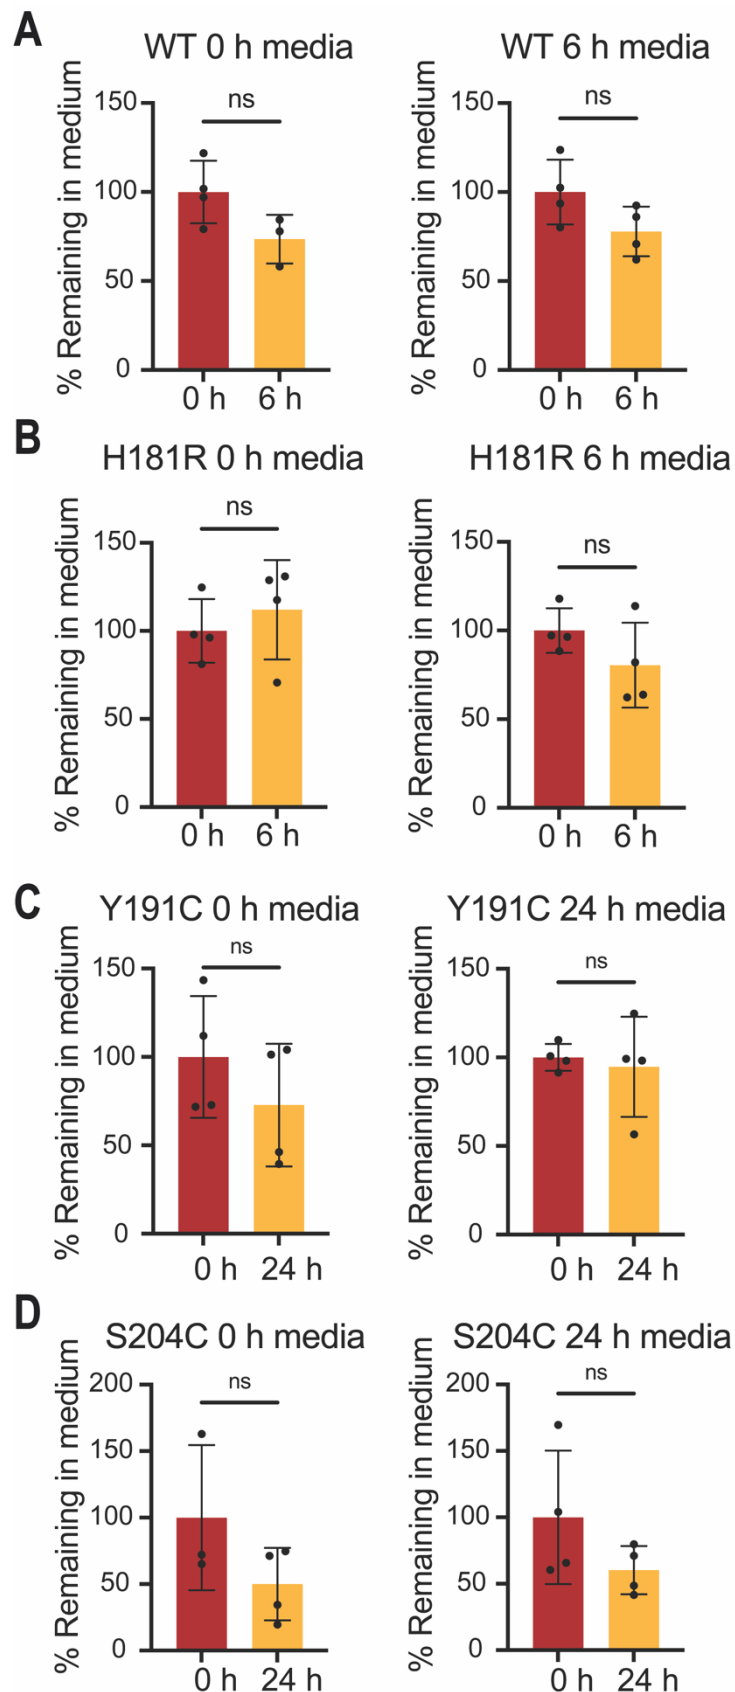 A
WT 0 h media
% Remaining in medium
150
100
50
0
ns
0 h
6 h
WT 6 h media
% Remaining in medium
150
100
50
0
ns
0 h
6 h
B
H181R 0 h media
% Remaining in medium
150
100
50
0
ns
0 h
6 h
H181R 6 h media
% Remaining in medium
150
100
50
0
ns
0 h
6 h
C
Y191C 0 h media
% Remaining in medium
150
100
50
0
ns
0 h
24 h
Y191C 24 h media
% Remaining in medium
150
100
50
0
ns
0 h
24 h
D
S204C 0 h media
% Remaining in medium
200
150
100
50
0
ns
0 h
24 h
S204C 24 h media
% Remaining in medium
200
150
100
50
0
ns
0 h
24 h